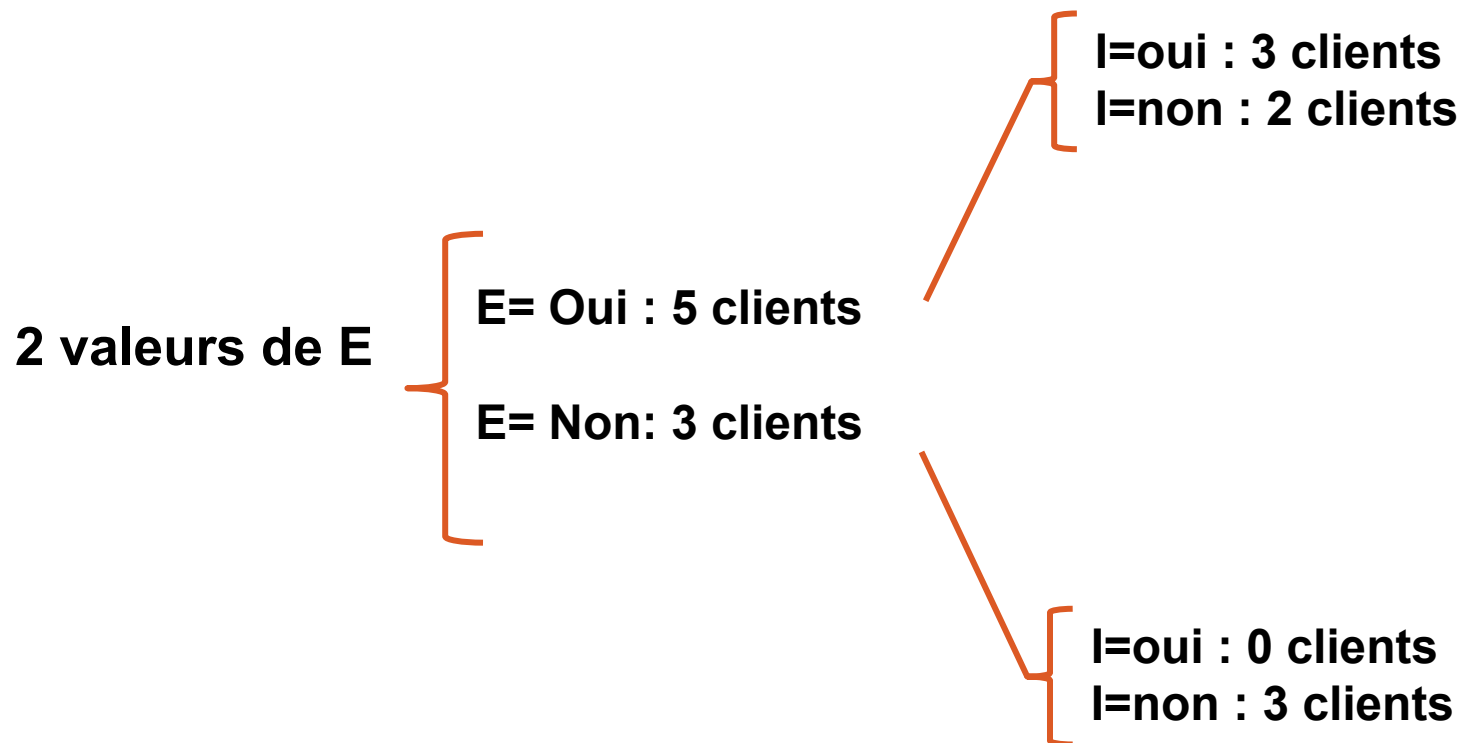 I=oui : 3 clients
I=non : 2 clients
E= Oui : 5 clients
2 valeurs de E
E= Non: 3 clients
I=oui : 0 clients
I=non : 3 clients